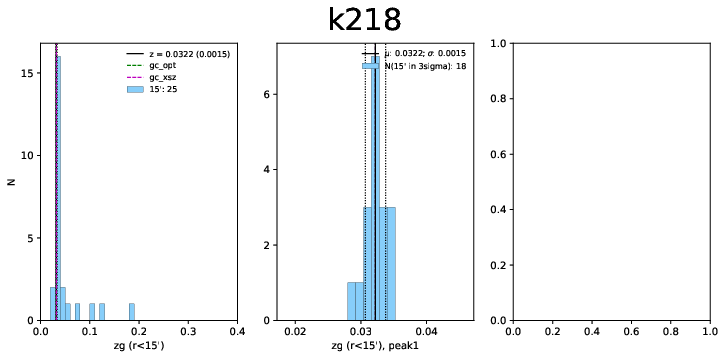 k218
z = 0.0322 (0.0015)
gc_opt
gc_xsz
15': 25
N
15
10
5
0
0.0 0.1 0.2 0.3 0.4
zg (r<15')
μ: 0.0322; σ: 0.0015
N(15' in 3sigma): 18
6
4
2
0
0.02 0.03 0.04
zg (r<15'), peak1
1.0
0.8
0.6
0.4
0.2
0.0
0.0 0.2 0.4 0.6 0.8 1.0